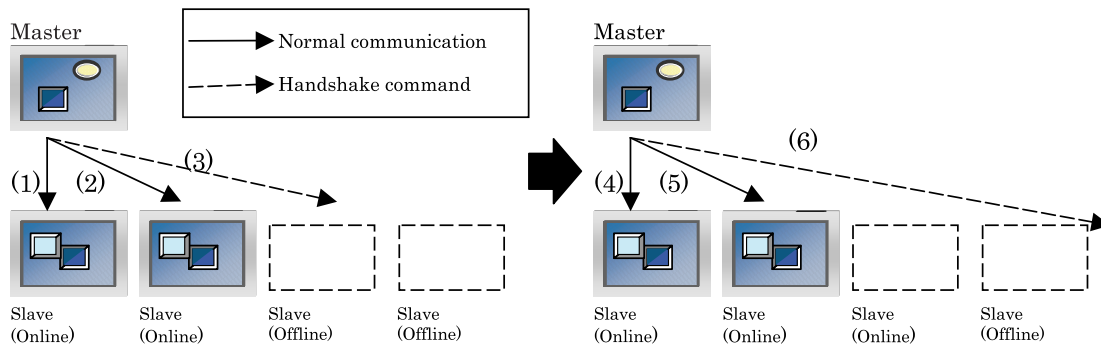 Master
Normal communication
Handshake command
(1)
(2)
(3)
Slave
(Online)
Slave
(Online)
Slave
(Offline)
Slave
(Offline)
Master
(4)
(5)
(6)
Slave
(Online)
Slave
(Online)
Slave
(Online)
Slave
(Offline)